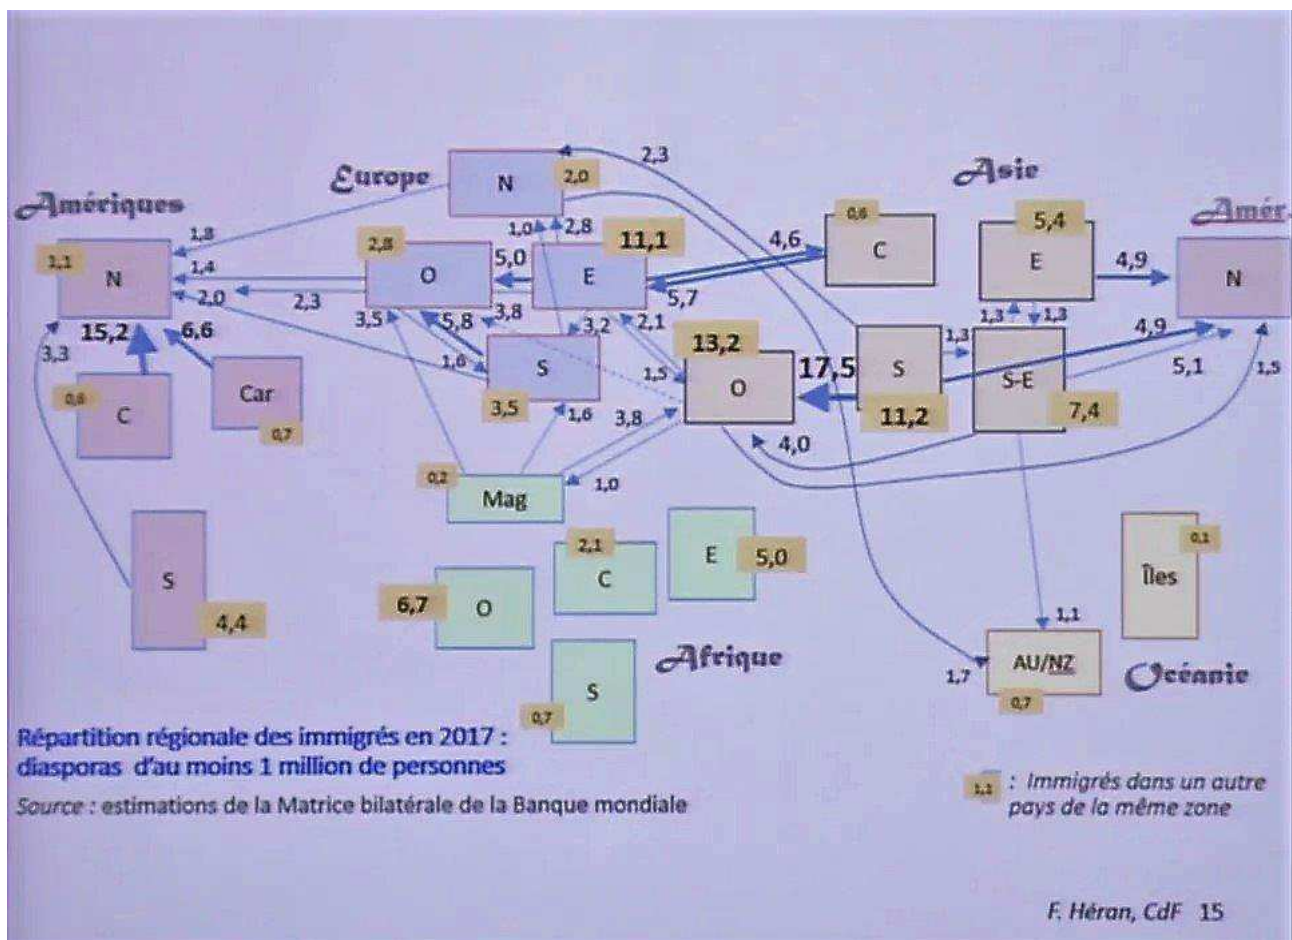 Amériques
Europe
Asie
Amér.
N
2,0
2,3
1,8
1,1
N
1,4
2,0
2,3
2,8
O
5,0
1,0
2,8
E
11,1
4,6
5,7
0,6
C
5,4
E
4,9
N
15,2
6,6
3,3
3,5
5,8
3,8
3,2
2,1
1,6
S
3,5
1,5
13,2
O
17,5
S
11,2
1,3
1,3
1,3
S-E
7,4
4,9
5,1
1,5
0,6
C
Car
0,7
1,6
3,8
4,0
0,2
Mag
1,0
S
4,4
6,7
O
2,1
C
E
5,0
S
0,7
Afrique
Îles
0,1
1,1
1,7
AU/NZ
0,7
Océanie
Répartition régionale des immigrés en 2017 :
diasporas d'au moins 1 million de personnes
Source : estimations de la Matrice bilatérale de la Banque mondiale
1,1 : Immigrés dans un autre
pays de la même zone
F. Héran, CdF 15